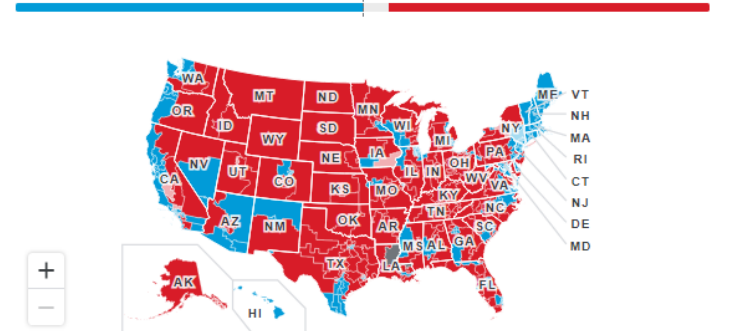 WA
MT
ND
MN
ME
VT
OR
ID
SD
WI
NH
WY
MI
NY
MA
NV
UT
NE
IA
PA
RI
CA
CO
IL
IN
OH
WV
VA
CT
KS
MO
KY
NJ
AZ
NM
OK
AR
TN
NC
DE
SC
MD
MS
AL
GA
TX
LA
+
AK
FL
−
HI